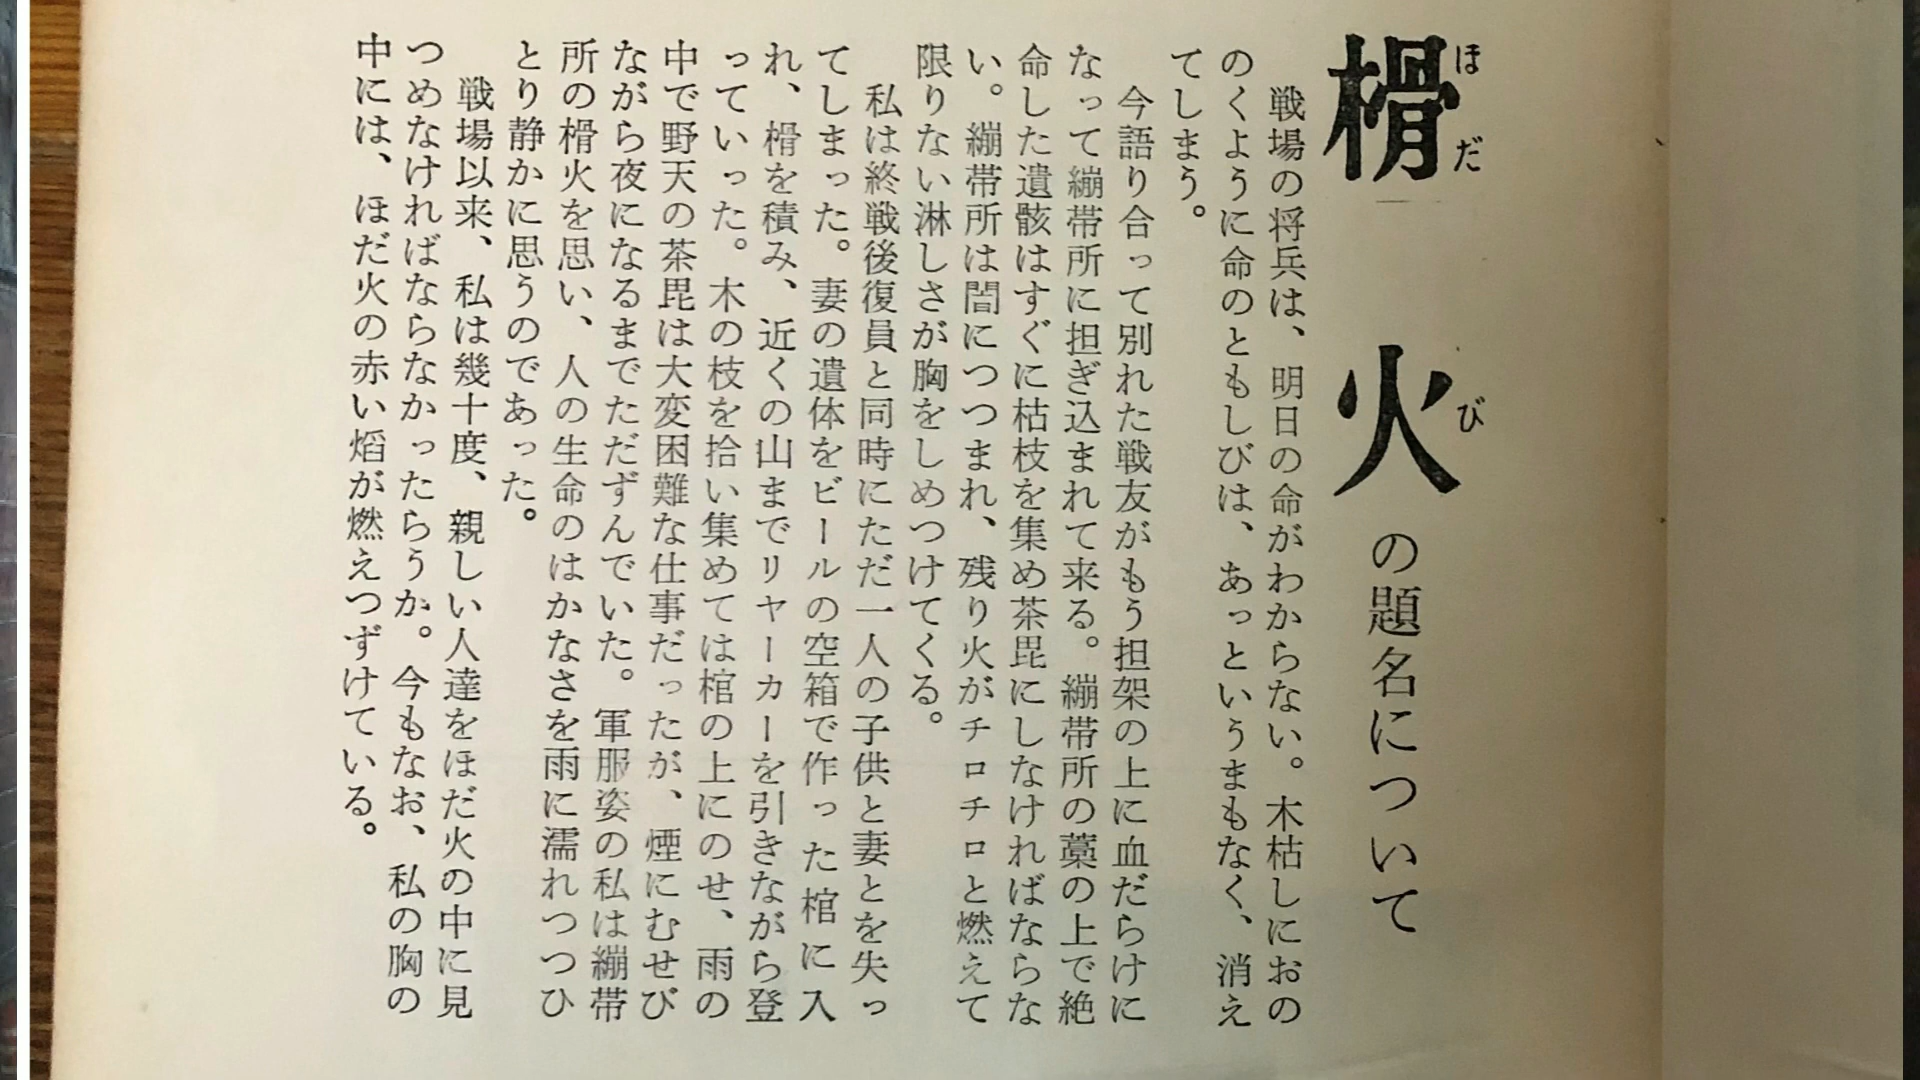 榾火の題名について
ほだび
戦場の将兵は、明日の命がわからない。木枯しにおの
のくように命のともしびは、あっというまもなく、消え
てしまう。
今語り合って別れた戦友がもう担架の上に血だらけに
なって繃帯所に担ぎ込まれて来る。繃帯所の藁の上で絶
命した遺骸はすぐに枯枝を集め茶毘にしなければならな
い。繃帯所は闇につつまれ、残り火がチロチロと燃えて
限りない淋しさが胸をしめつけてくる。
私は終戦後復員と同時にただ一人の子供と妻とを失っ
てしまった。妻の遺体をビールの空箱で作った棺に入
れ、榾を積み、近くの山までリヤーカーを引きながら登
っていった。木の枝を拾い集めては棺の上にのせ、雨の
中で野天の茶毘は大変困難な仕事だったが、煙にむせび
ながら夜になるまでただずんでいた。軍服姿の私は繃帯
所の榾火を思い、人の生命のはかなさを雨に濡れつつひ
とり静かに思うのであった。
戦場以来、私は幾十度、親しい人達をほだ火の中に見
つめなければならなかったらうか。今もなお、私の胸の
中には、ほだ火の赤い焰が燃えつずけている。